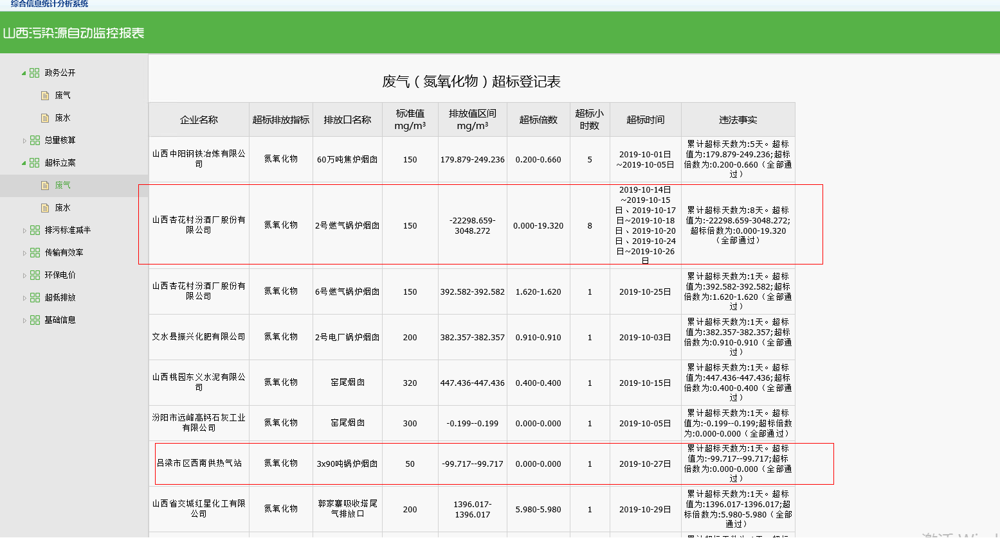 综合信息统计分析系统
山西污染源自动监控报表
政务公开
废气
废水
总量核算
超标立案
废气
废水
排污标准减半
传输有效率
环保电价
超低排放
基础信息
废气（氮氧化物）超标登记表
企业名称
超标排放指标
排放口名称
标准值
mg/m³
排放值区间
mg/m³
超标倍数
超标小
时数
超标时间
违法事实
山西中阳钢铁冶炼有限公
司
氮氧化物
60万吨焦炉烟囱
150
179.879-249.236
0.200-0.660
5
2019-10-01日
~2019-10-05日
累计超标天数为:5天。超标
值为:179.879-249.236;超标
倍数为:0.200-0.660（全部通
过）
山西杏花村汾酒厂股份有
限公司
氮氧化物
2号燃气锅炉烟囱
150
-22298.659-
3048.272
0.000-19.320
8
2019-10-14日
~2019-10-15
日、2019-10-17
日~2019-10-18
日、2019-10-20
日、2019-10-24
日~2019-10-26
日
累计超标天数为:8天。超标
值为:-22298.659-3048.272;
超标倍数为:0.000-19.320
（全部通过）
山西杏花村汾酒厂股份有
限公司
氮氧化物
6号燃气锅炉烟囱
150
392.582-392.582
1.620-1.620
1
2019-10-25日
累计超标天数为:1天。超标
值为:392.582-392.582;超标
倍数为:1.620-1.620（全部通
过）
文水县振兴化肥有限公司
氮氧化物
2号电厂锅炉烟囱
200
382.357-382.357
0.910-0.910
1
2019-10-03日
累计超标天数为:1天。超标
值为:382.357-382.357;超标
倍数为:0.910-0.910（全部通
过）
山西桃园东义水泥有限公
司
氮氧化物
窑尾烟囱
320
447.436-447.436
0.400-0.400
1
2019-10-15日
累计超标天数为:1天。超标
值为:447.436-447.436;超标
倍数为:0.400-0.400（全部通
过）
汾阳市远峰高钙石灰工业
有限公司
氮氧化物
窑尾烟囱
300
-0.199--0.199
0.000-0.000
1
2019-10-05日
累计超标天数为:1天。超标
值为:-0.199--0.199;超标倍数
为:0.000-0.000（全部通过）
吕梁市区西南供热气站
氮氧化物
3x90吨锅炉烟囱
50
-99.717--99.717
0.000-0.000
1
2019-10-27日
累计超标天数为:1天。超标
值为:-99.717--99.717;超标
倍数为:0.000-0.000（全部通
过）
山西省交城红星化工有限
公司
氮氧化物
郭家寨吸收塔尾
气排放口
200
1396.017-
1396.017
5.980-5.980
1
2019-10-29日
累计超标天数为:1天。超标
值为:1396.017-1396.017;超
标倍数为:5.980-5.980（全部
通过）